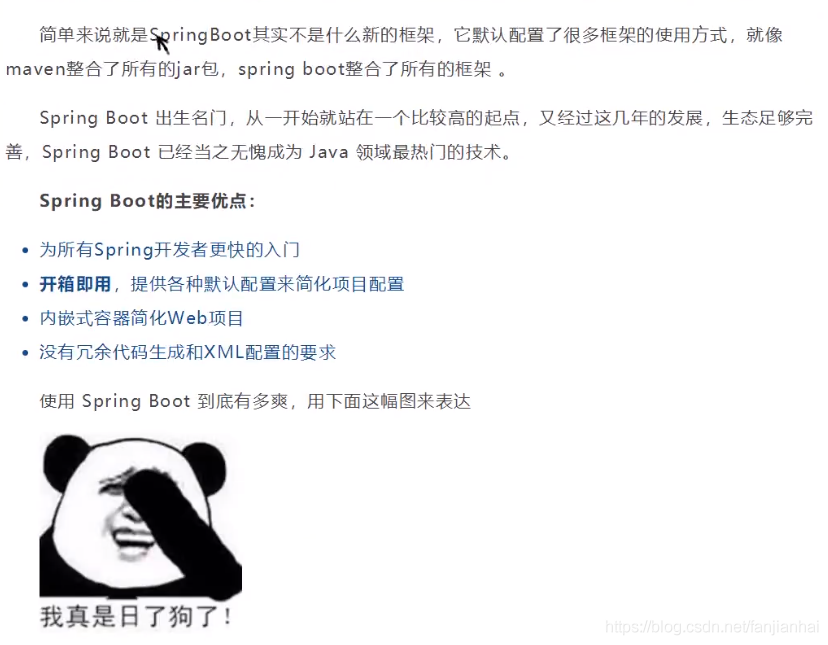 简单来说就是SpringBoot其实不是什么新的框架，它默认配置了很多框架的使用方式，就像
maven整合了所有的jar包，spring boot整合了所有的框架 。
Spring Boot 出生名门，从一开始就站在一个比较高的起点，又经过这几年的发展，生态足够完
善，Spring Boot 已经当之无愧成为 Java 领域最热门的技术。
Spring Boot的主要优点：
• 为所有Spring开发者更快的入门
• 开箱即用，提供各种默认配置来简化项目配置
• 内嵌式容器简化Web项目
• 没有冗余代码生成和XML配置的要求
使用 Spring Boot 到底有多爽，用下面这幅图来表达
我真是日了狗了！
https://blog.csdn.net/fanjianhai